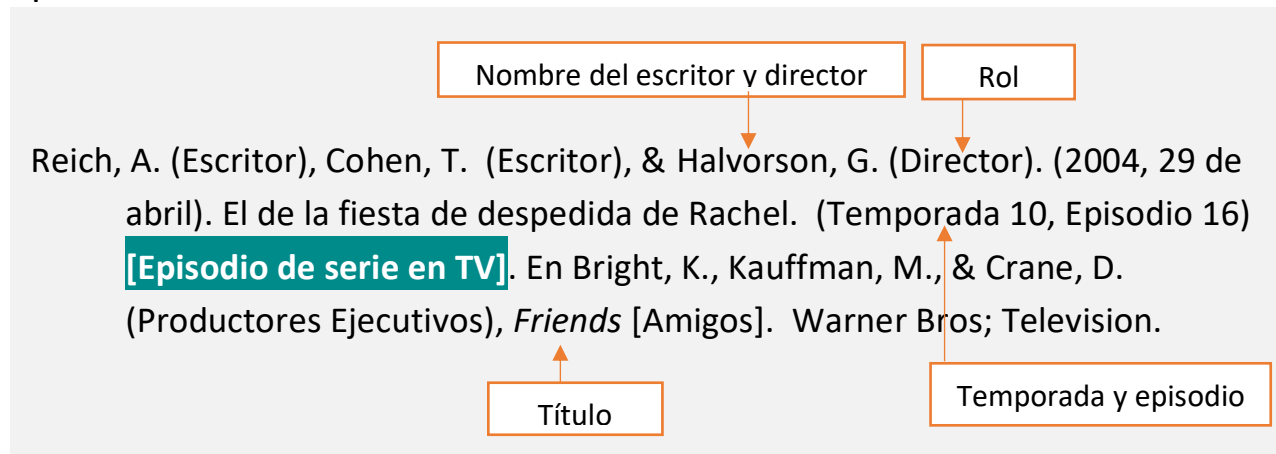 Nombre del escritor y director
Rol
Reich, A. (Escritor), Cohen, T.  (Escritor), & Halvorson, G. (Director). (2004, 29 de
abril). El de la fiesta de despedida de Rachel.  (Temporada 10, Episodio 16)
[Episodio de serie en TV]. En Bright, K., Kauffman, M., & Crane, D.
(Productores Ejecutivos), Friends [Amigos].  Warner Bros; Television.
Título
Temporada y episodio